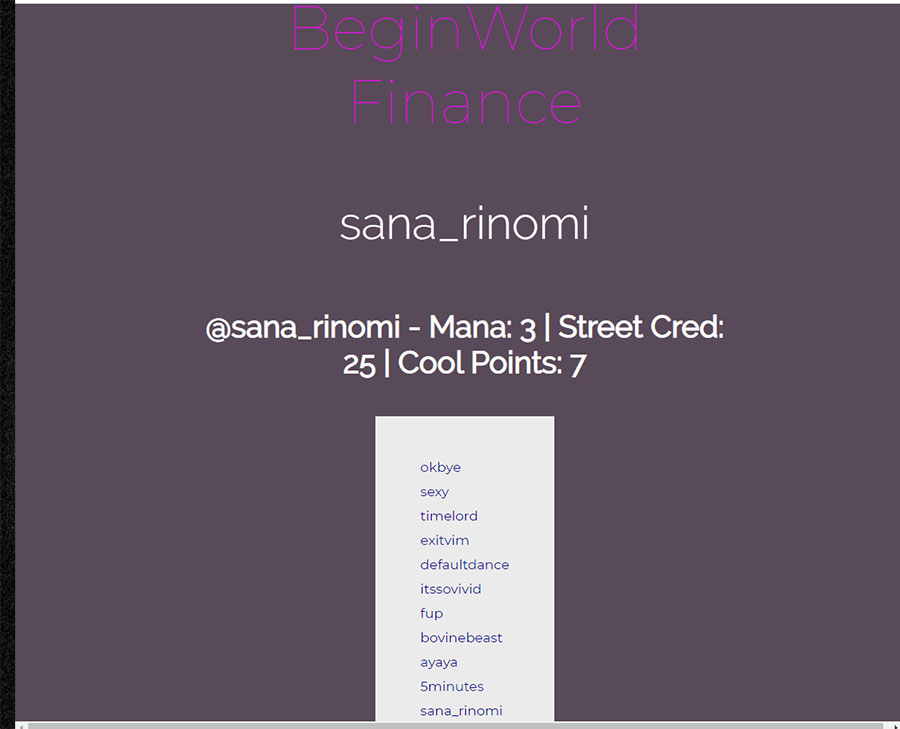 BeginWorld
Finance
sana_rinomi
@sana_rinomi - Mana: 3 | Street Cred:
25 | Cool Points: 7
okbye
sexy
timelord
exitvim
defaultdance
itssovivid
fup
bovinebeast
ayaya
5minutes
sana_rinomi